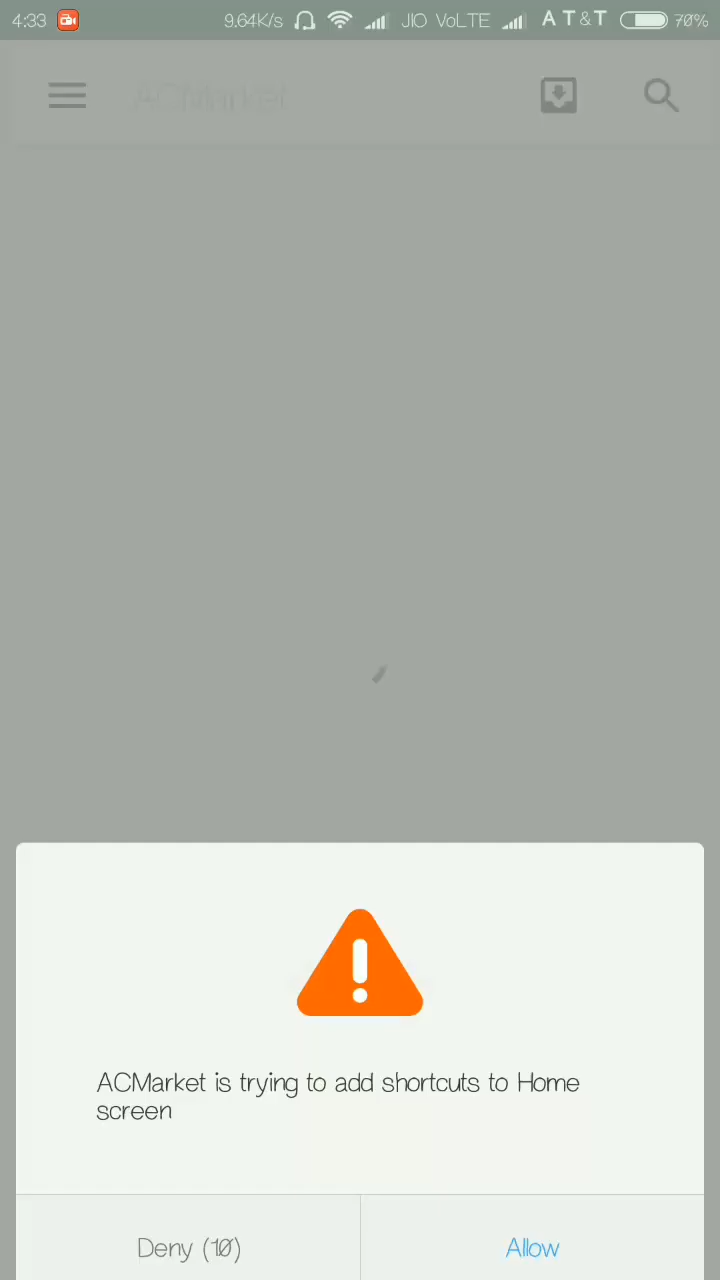 4:33 9.64K/s JIO VoLTE A T & T 70%
ACMarket
ACMarket is trying to add shortcuts to Home
screen
Deny (10) Allow